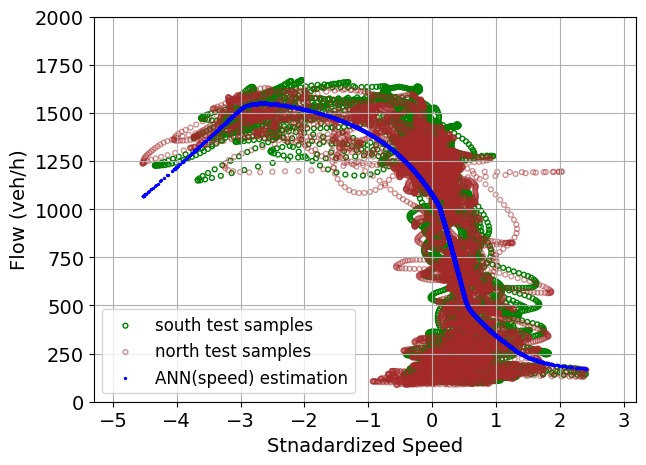 2000
1750
1500
1250
1000
750
500
250
0
Flow (veh/h)
south test samples
north test samples
ANN(speed) estimation
−5 −4 −3 −2 −1 0 1 2 3
Stnadardized Speed